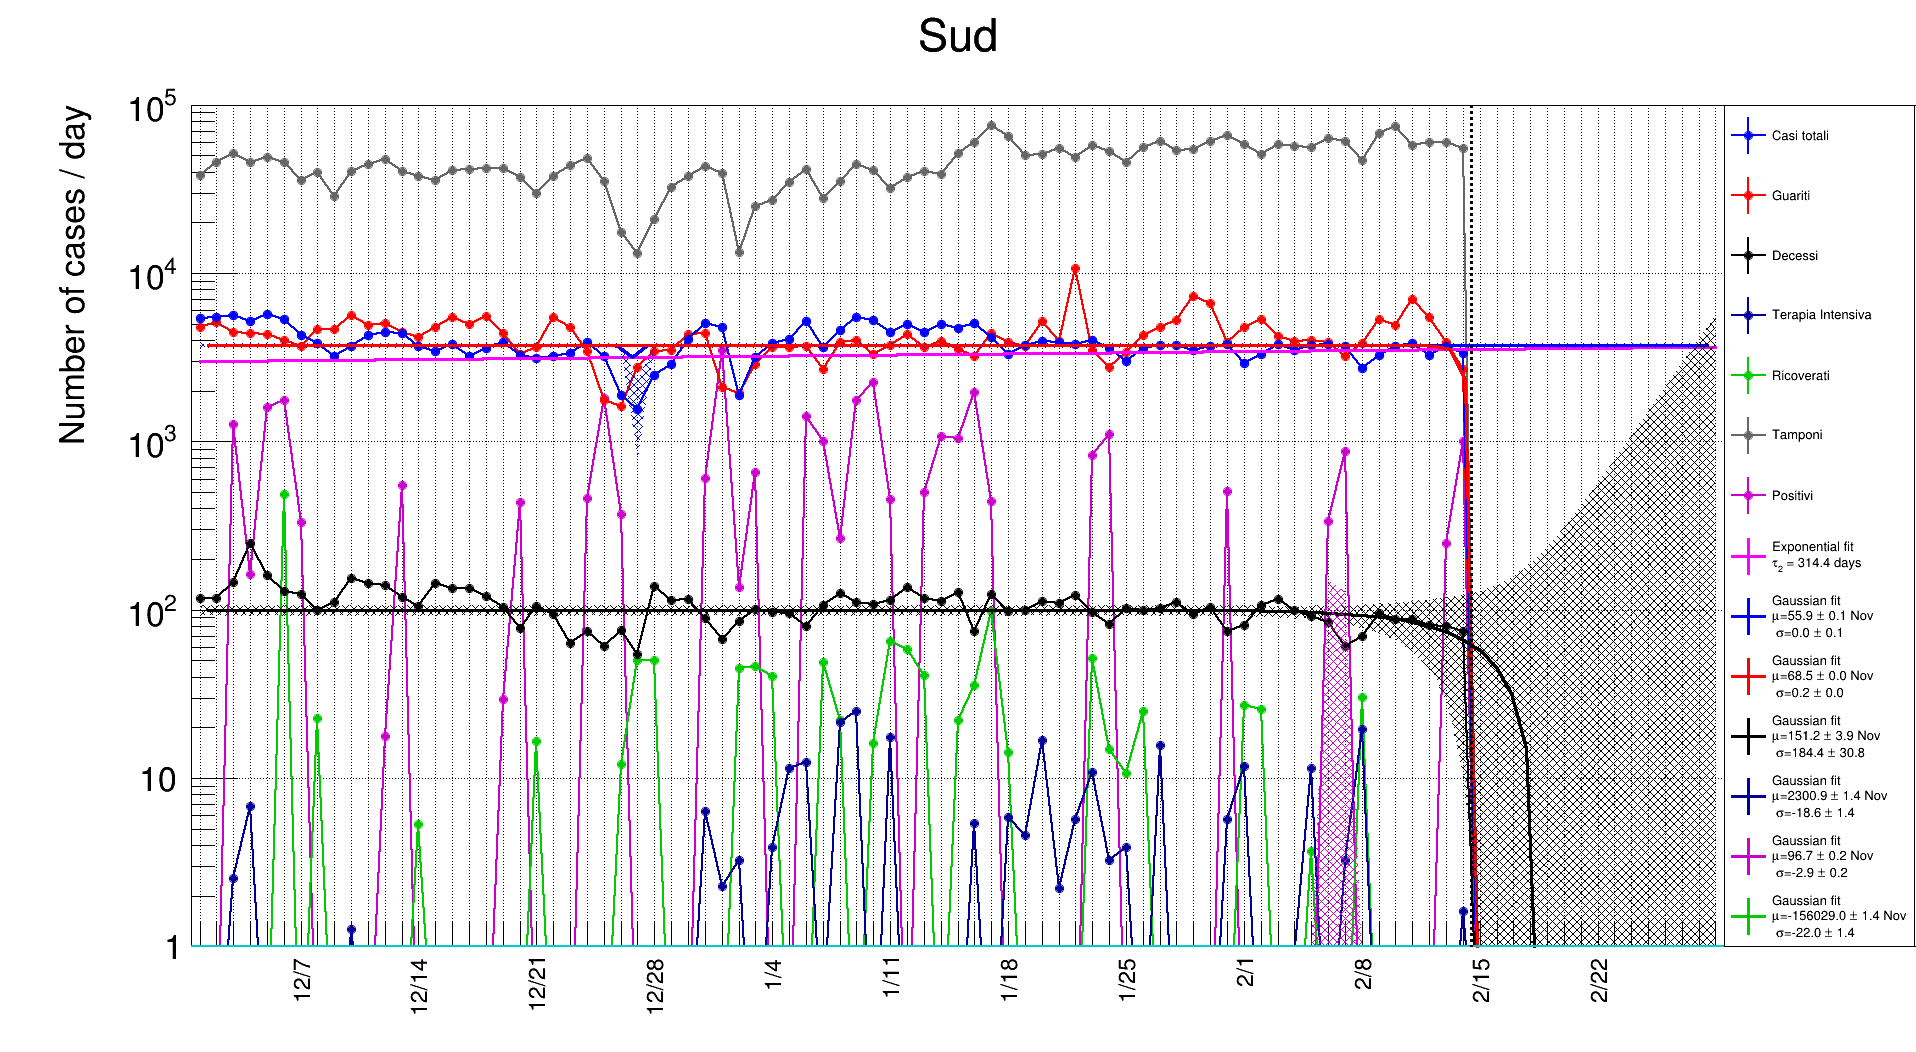 Sud
Number of cases / day
10^5
10^4
10^3
10^2
10
1
12/7
12/14
12/21
12/28
1/4
1/11
1/18
1/25
2/1
2/8
2/15
2/22
Casi totali
Guariti
Decessi
Terapia Intensiva
Ricoverati
Tamponi
Positivi
Exponential fit
τ₂ = 314.4 days
Gaussian fit
μ=55.9 ± 0.1 Nov
σ=0.0 ± 0.1
Gaussian fit
μ=68.5 ± 0.0 Nov
σ=0.2 ± 0.0
Gaussian fit
μ=151.2 ± 3.9 Nov
σ=184.4 ± 30.8
Gaussian fit
μ=2300.9 ± 1.4 Nov
σ=-18.6 ± 1.4
Gaussian fit
μ=96.7 ± 0.2 Nov
σ=-2.9 ± 0.2
Gaussian fit
μ=-156029.0 ± 1.4 Nov
σ=-22.0 ± 1.4